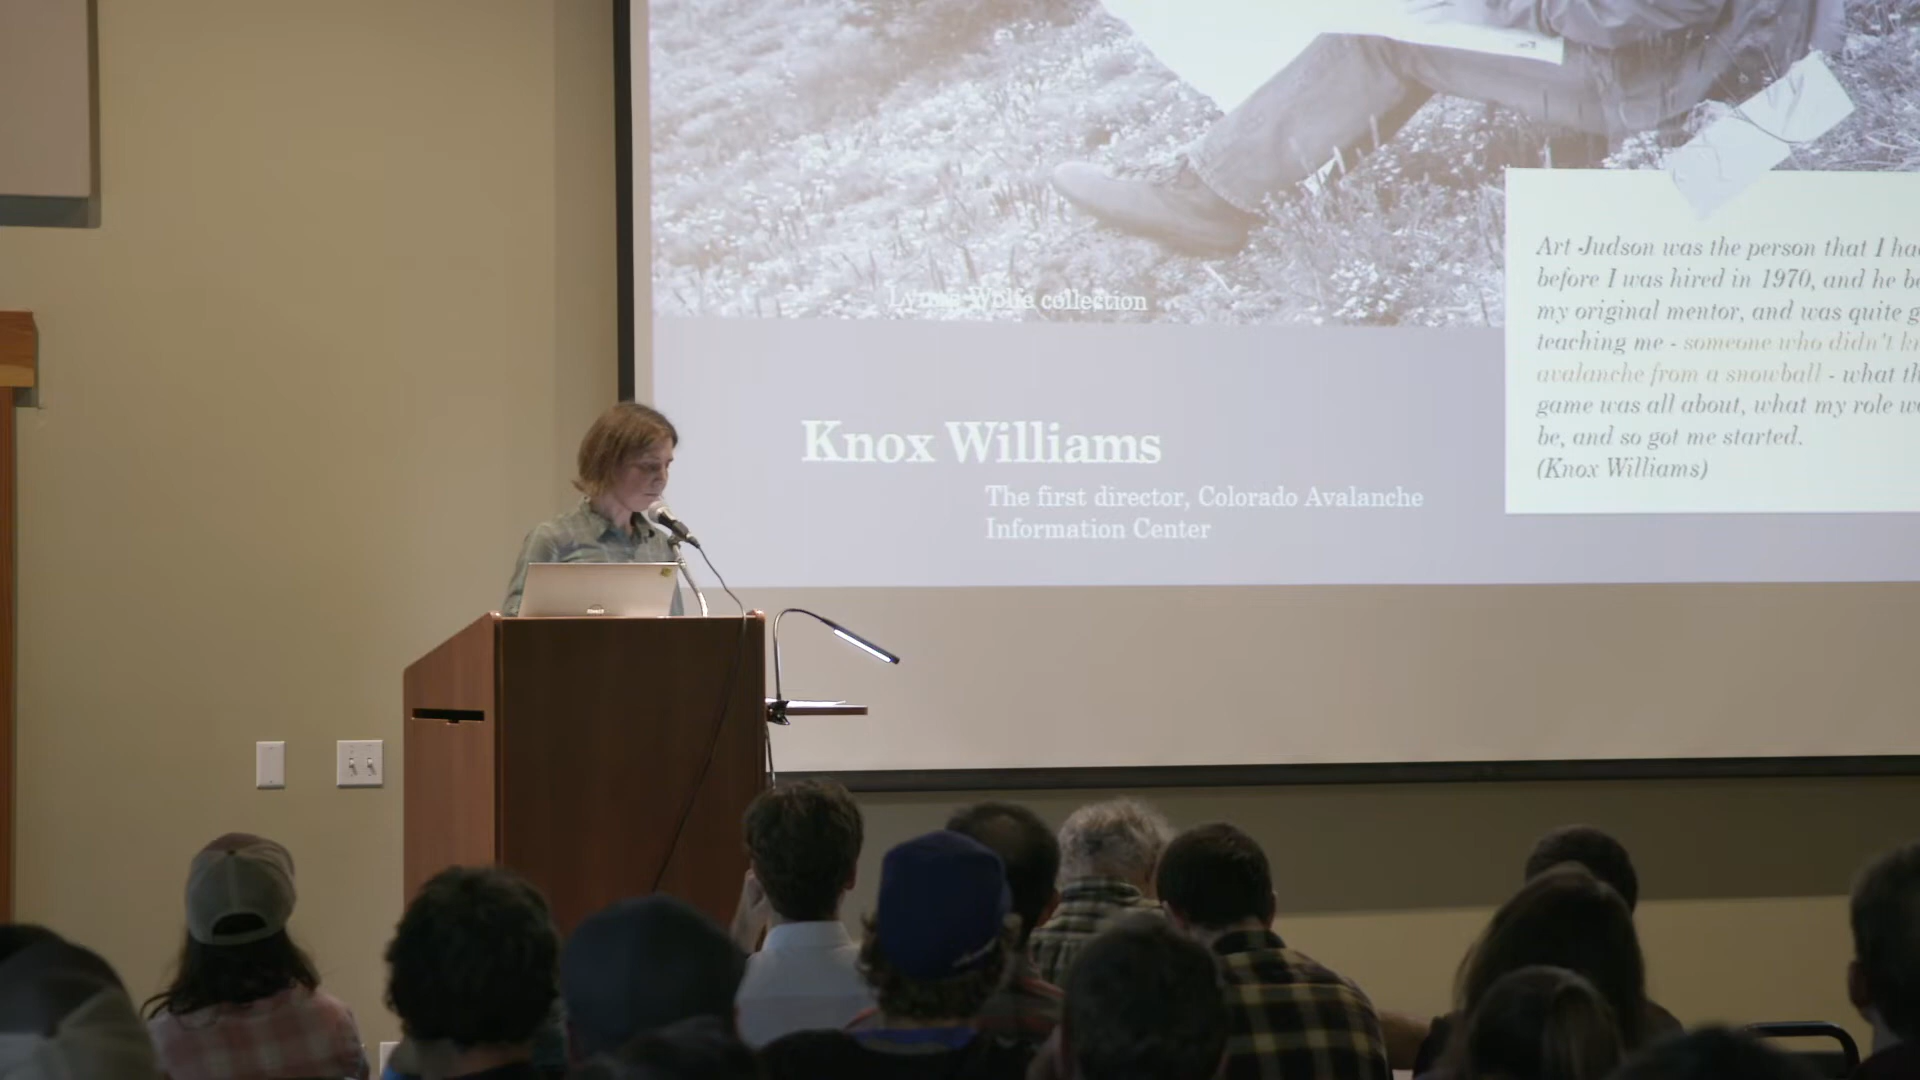 Lynne Wolfe collection
Knox Williams
The first director, Colorado Avalanche
Information Center
Art Judson was the person that I had
before I was hired in 1970, and he be
my original mentor, and was quite g
teaching me - someone who didn't kn
avalanche from a snowball - what th
game was all about, what my role wo
be, and so got me started.
(Knox Williams)